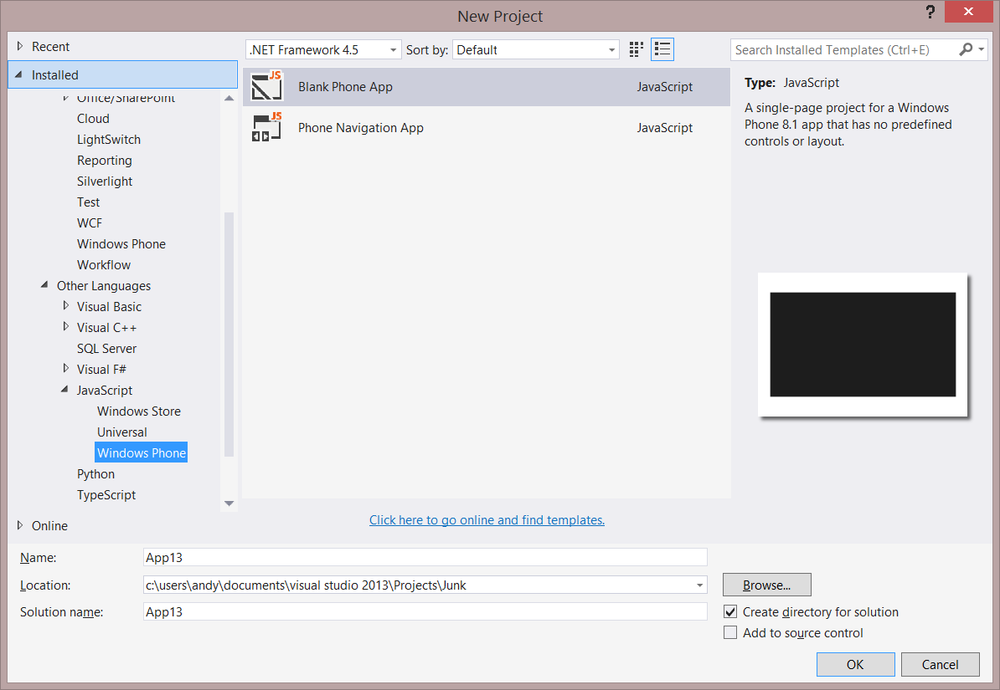 New Project
?
Recent
Installed
Office/SharePoint
Cloud
LightSwitch
Reporting
Silverlight
Test
WCF
Windows Phone
Workflow
Other Languages
Visual Basic
Visual C++
SQL Server
Visual F#
JavaScript
Windows Store
Universal
Windows Phone
Python
TypeScript
Online
.NET Framework 4.5 Sort by: Default
JS Blank Phone App JavaScript
JS Phone Navigation App JavaScript
Click here to go online and find templates.
Search Installed Templates (Ctrl+E)
Type: JavaScript
A single-page project for a Windows
Phone 8.1 app that has no predefined
controls or layout.
Name: App13
Location: c:\users\andy\documents\visual studio 2013\Projects\Junk Browse...
Solution name: App13
Create directory for solution
Add to source control
OK Cancel